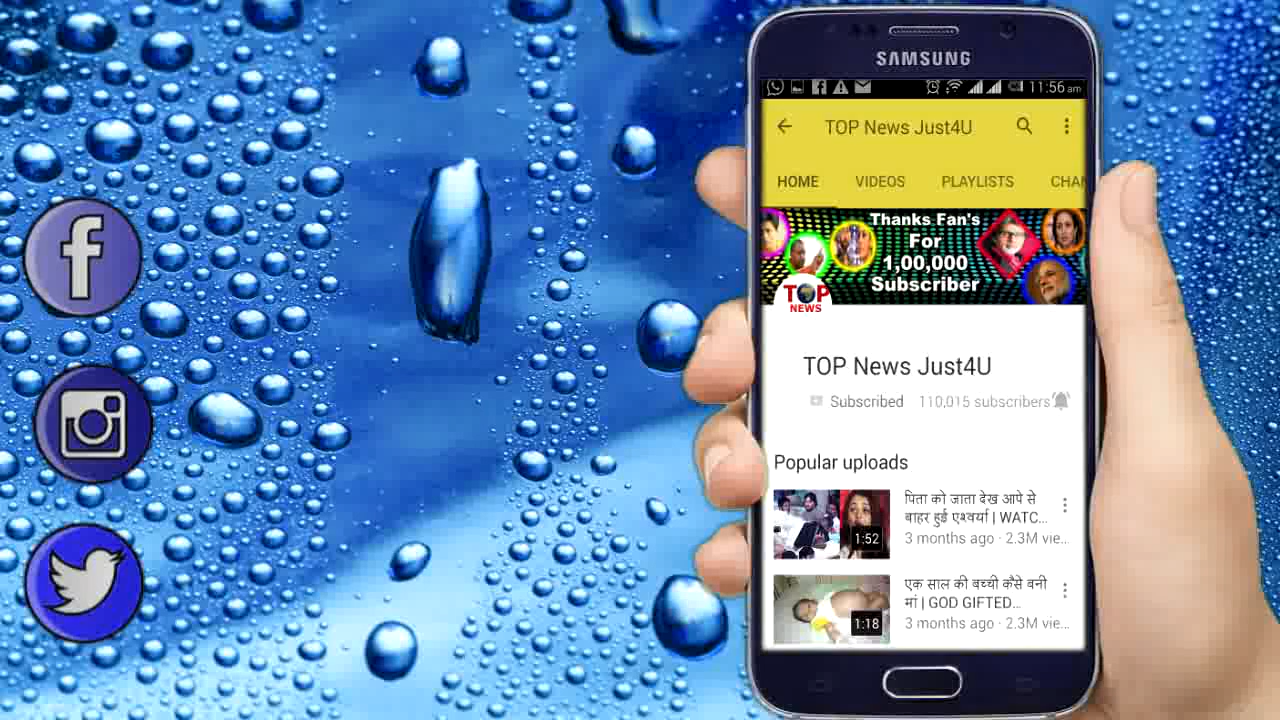 SAMSUNG
11:56 am
TOP News Just4U
HOME VIDEOS PLAYLISTS CHAN
Thanks Fan's
For
1,00,000
Subscriber
TOP
NEWS
TOP News Just4U
Subscribed 110,015 subscribers
Popular uploads
पिता को जाता देख आपे से
बाहर हुई एश्वर्या | WATC...
1:52
3 months ago · 2.3M vie...
एक साल की बच्ची कैसे बनी
मां | GOD GIFTED...
1:18
3 months ago · 2.3M vie...